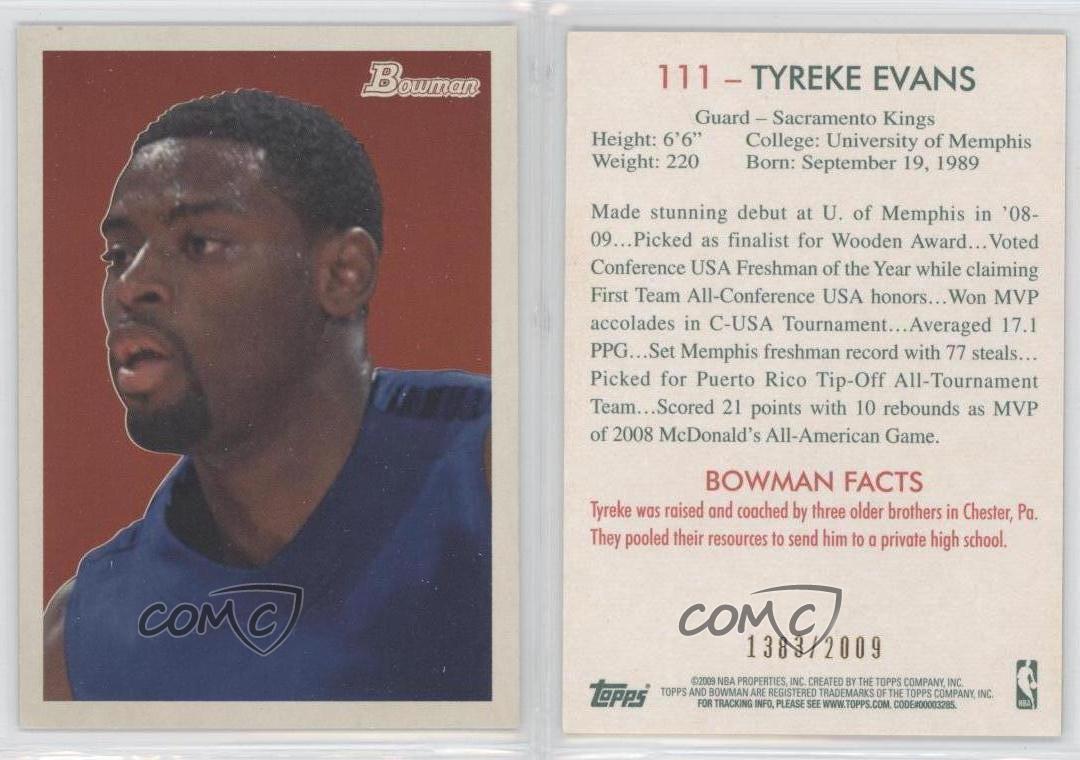 Bowman
COMC
111 – TYREKE EVANS
Guard – Sacramento Kings
Height: 6'6" College: University of Memphis
Weight: 220 Born: September 19, 1989
Made stunning debut at U. of Memphis in '08-
09...Picked as finalist for Wooden Award...Voted
Conference USA Freshman of the Year while claiming
First Team All-Conference USA honors...Won MVP
accolades in C-USA Tournament...Averaged 17.1
PPG...Set Memphis freshman record with 77 steals...
Picked for Puerto Rico Tip-Off All-Tournament
Team...Scored 21 points with 10 rebounds as MVP
of 2008 McDonald's All-American Game.
BOWMAN FACTS
Tyreke was raised and coached by three older brothers in Chester, Pa.
They pooled their resources to send him to a private high school.
COMC
1383/2009
Topps
©2009 NBA PROPERTIES, INC. CREATED BY THE TOPPS COMPANY, INC.
TOPPS AND BOWMAN ARE REGISTERED TRADEMARKS OF THE TOPPS COMPANY, INC.
FOR TRACKING INFO, PLEASE SEE WWW.TOPPS.COM. CODE#00003285.
NBA